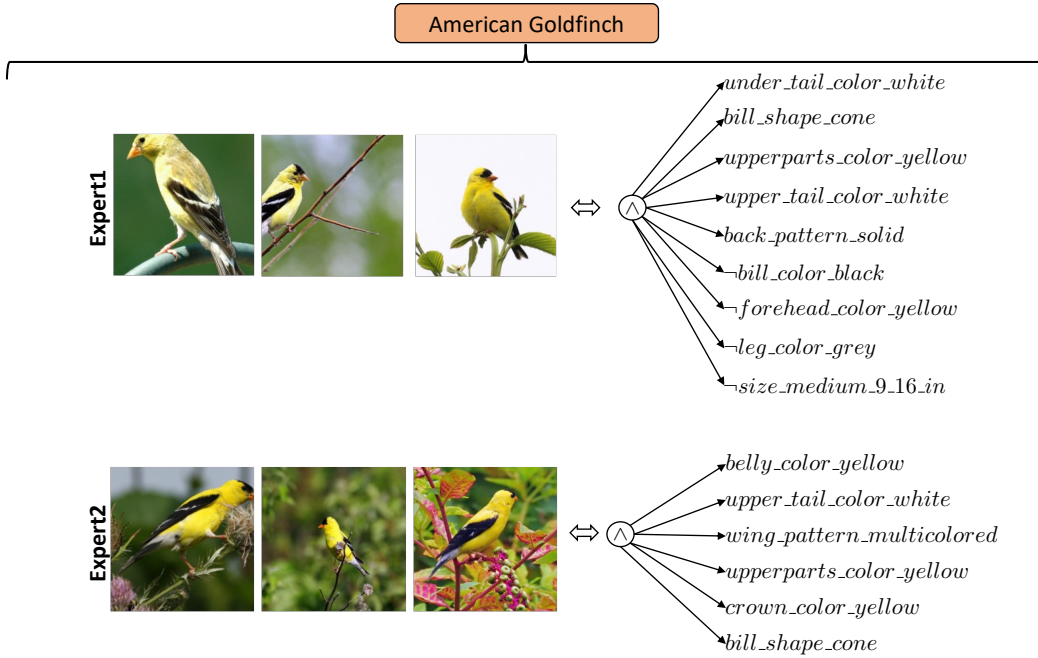 American Goldfinch
Expert1
∧
under_tail_color_white
bill_shape_cone
upperparts_color_yellow
upper_tail_color_white
back_pattern_solid
¬bill_color_black
¬forehead_color_yellow
¬leg_color_grey
¬size_medium_9_16_in
Expert2
∧
belly_color_yellow
upper_tail_color_white
wing_pattern_multicolored
upperparts_color_yellow
crown_color_yellow
bill_shape_cone